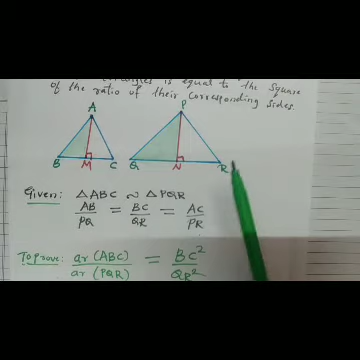 triangles is equal to the square
of the ratio of their corresponding sides.
A
P
B M C
Q N R
Given: △ABC ~ △PQR
AB/PQ = BC/QR = AC/PR
To prove: ar (ABC)/ar (PQR) = BC²/QR²